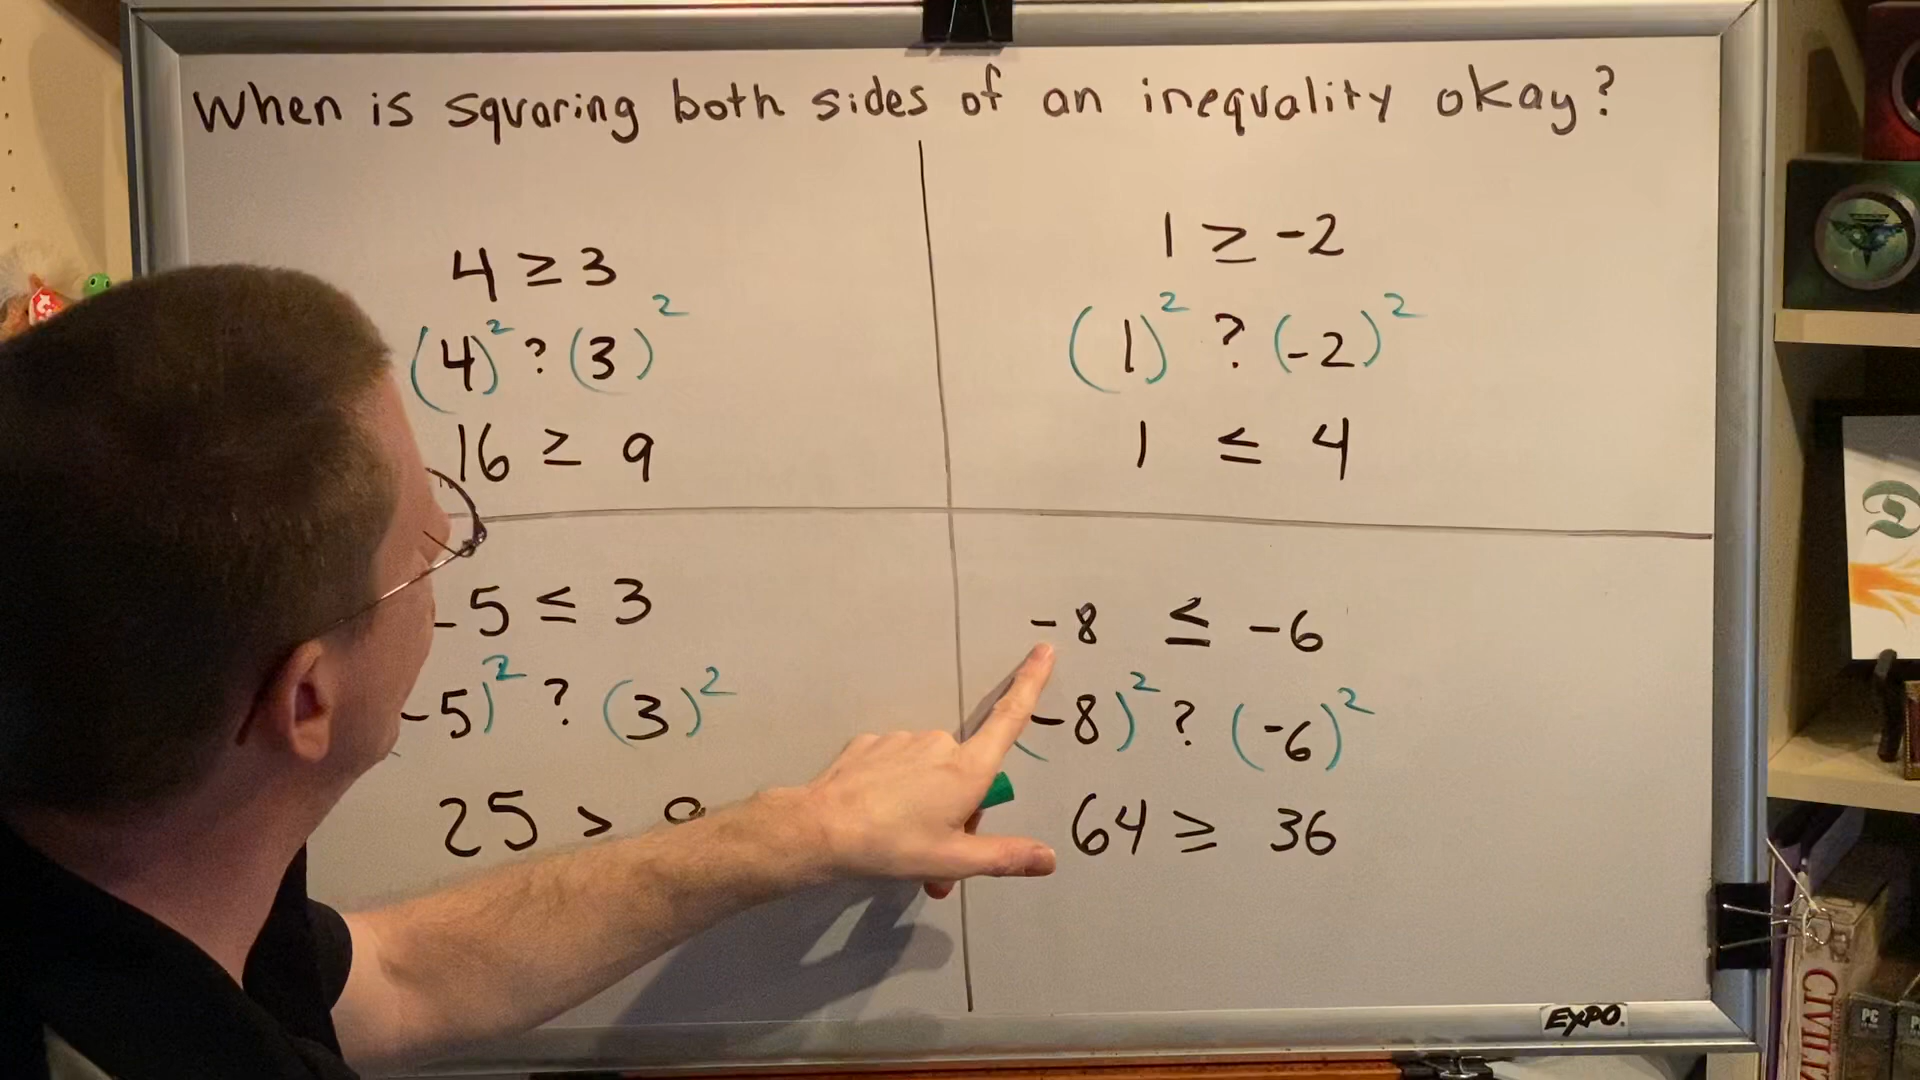 When is squaring both sides of an inequality okay?
4 ≥ 3
(4)² ? (3)²
16 ≥ 9
1 ≥ -2
(1)² ? (-2)²
1 ≤ 4
-5 ≤ 3
-5)² ? (3)²
25 >
-8 ≤ -6
(-8)² ? (-6)²
64 ≥ 36
EXPO
CIVILIZ
PC